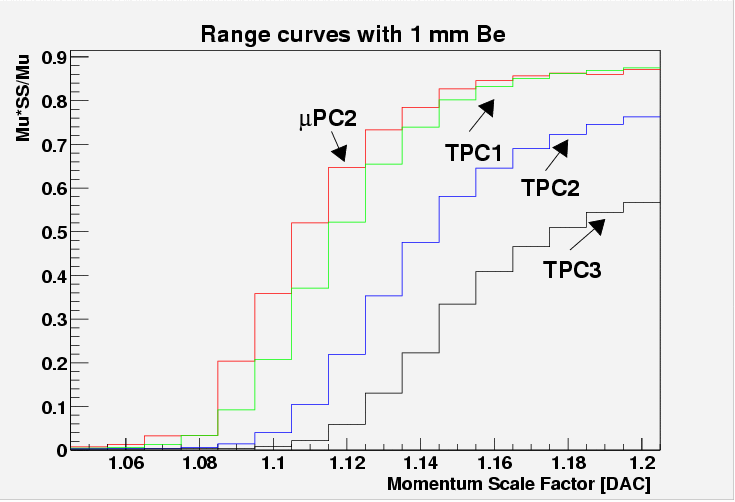 Range curves with 1 mm Be
Mu*SS/Mu
0.9
0.8
0.7
0.6
0.5
0.4
0.3
0.2
0.1
0
μPC2
TPC1
TPC2
TPC3
1.06 1.08 1.1 1.12 1.14 1.16 1.18 1.2
Momentum Scale Factor [DAC]